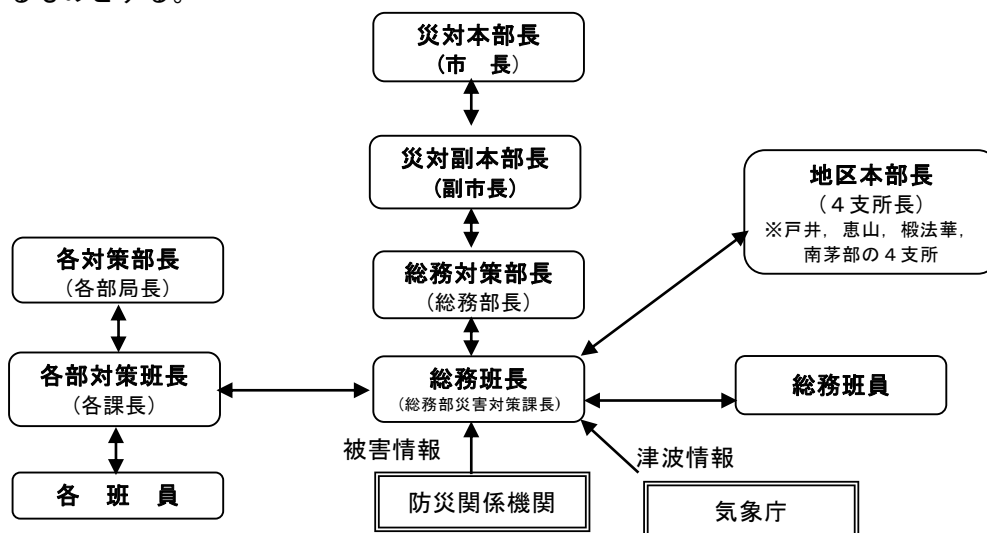 るものとする。
災対本部長
(市　長)
災対副本部長
(副市長)
地区本部長
(４支所長)
※戸井，恵山，椴法華，
南茅部の４支所
各対策部長
(各部局長)
総務対策部長
(総務部長)
各部対策班長
(各課長)
総務班長
(総務部災害対策課長)
総務班員
被害情報
津波情報
各　班　員
防災関係機関
気象庁